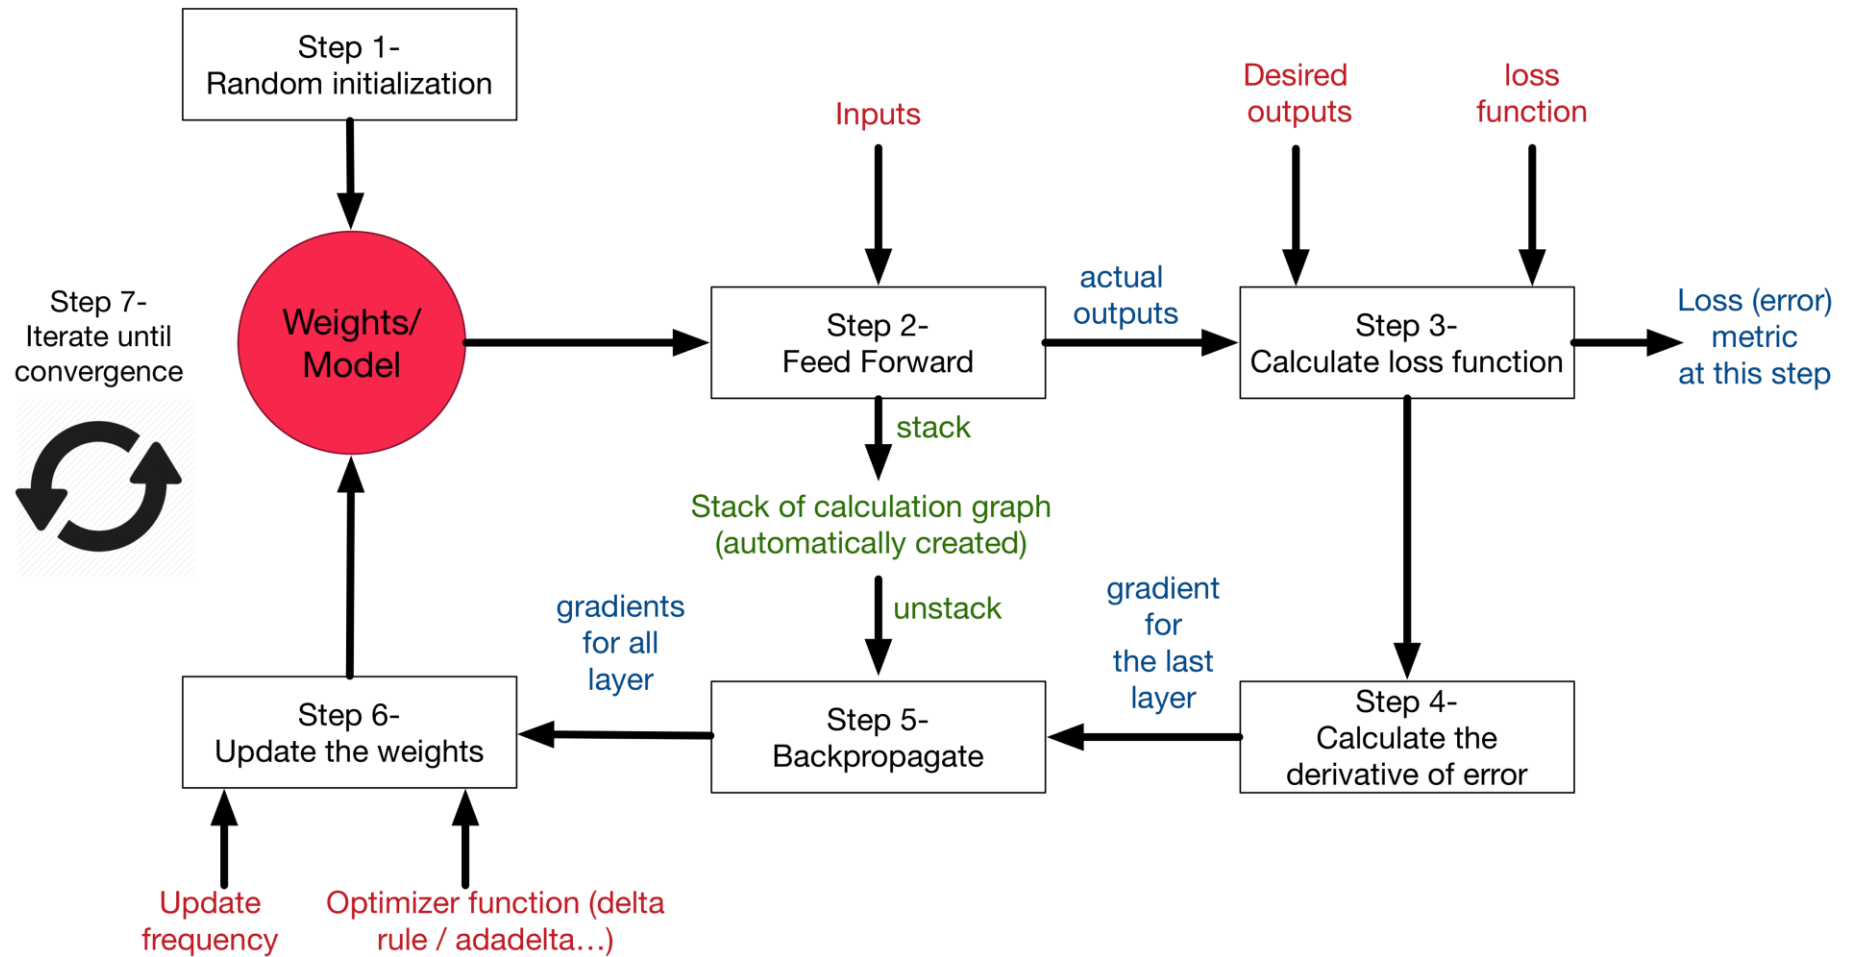 Step 1-
Random initialization
Inputs
Desired
outputs
loss
function
Step 7-
Iterate until
convergence
Weights/
Model
Step 2-
Feed Forward
actual
outputs
Step 3-
Calculate loss function
Loss (error)
metric
at this step
stack
Stack of calculation graph
(automatically created)
unstack
gradients
for all
layer
gradient
for
the last
layer
Step 6-
Update the weights
Step 5-
Backpropagate
Step 4-
Calculate the
derivative of error
Update
frequency
Optimizer function (delta
rule / adadelta…)